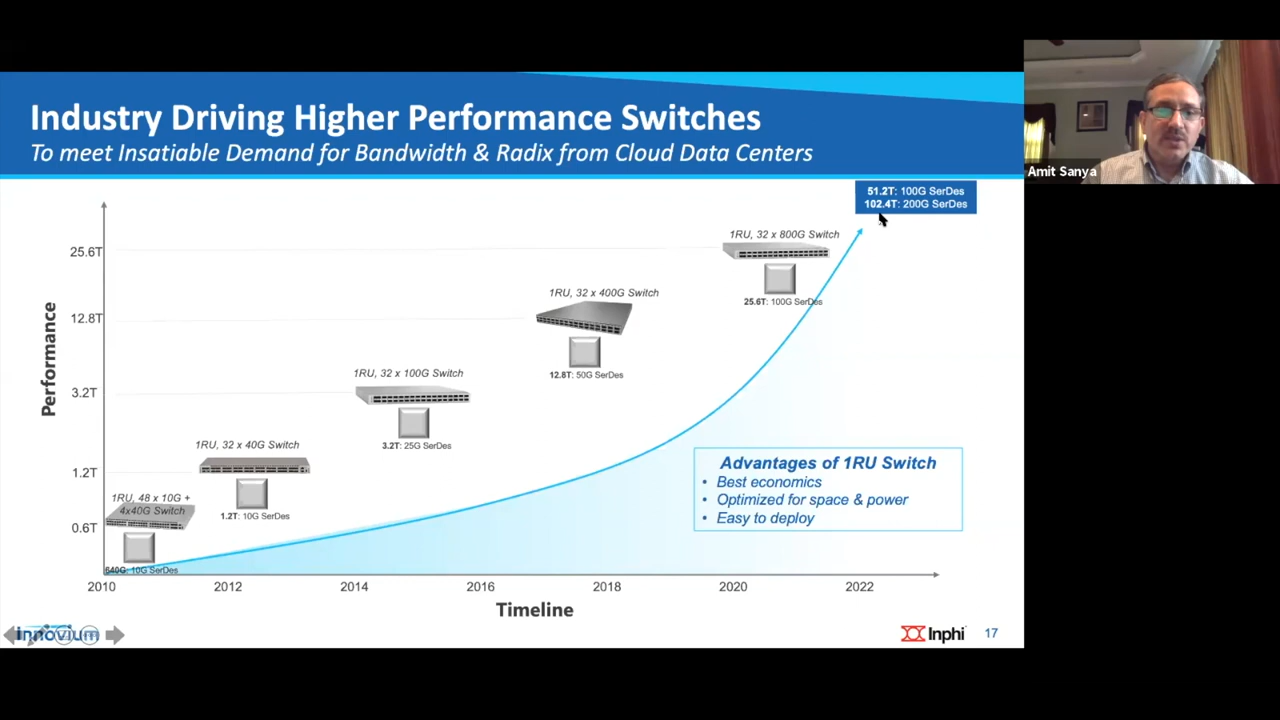 Industry Driving Higher Performance Switches
To meet Insatiable Demand for Bandwidth & Radix from Cloud Data Centers
Amit Sanya
51.2T: 100G SerDes
102.4T: 200G SerDes
1RU, 32 x 800G Switch
25.6T
25.6T: 100G SerDes
1RU, 32 x 400G Switch
12.8T
12.8T: 50G SerDes
Performance
1RU, 32 x 100G Switch
3.2T
3.2T: 25G SerDes
1RU, 32 x 40G Switch
1.2T
1.2T: 10G SerDes
1RU, 48 x 10G +
4x40G Switch
0.6T
640G: 10G SerDes
Advantages of 1RU Switch
• Best economics
• Optimized for space & power
• Easy to deploy
2010 2012 2014 2016 2018 2020 2022
Timeline
innovium
Inphi
17